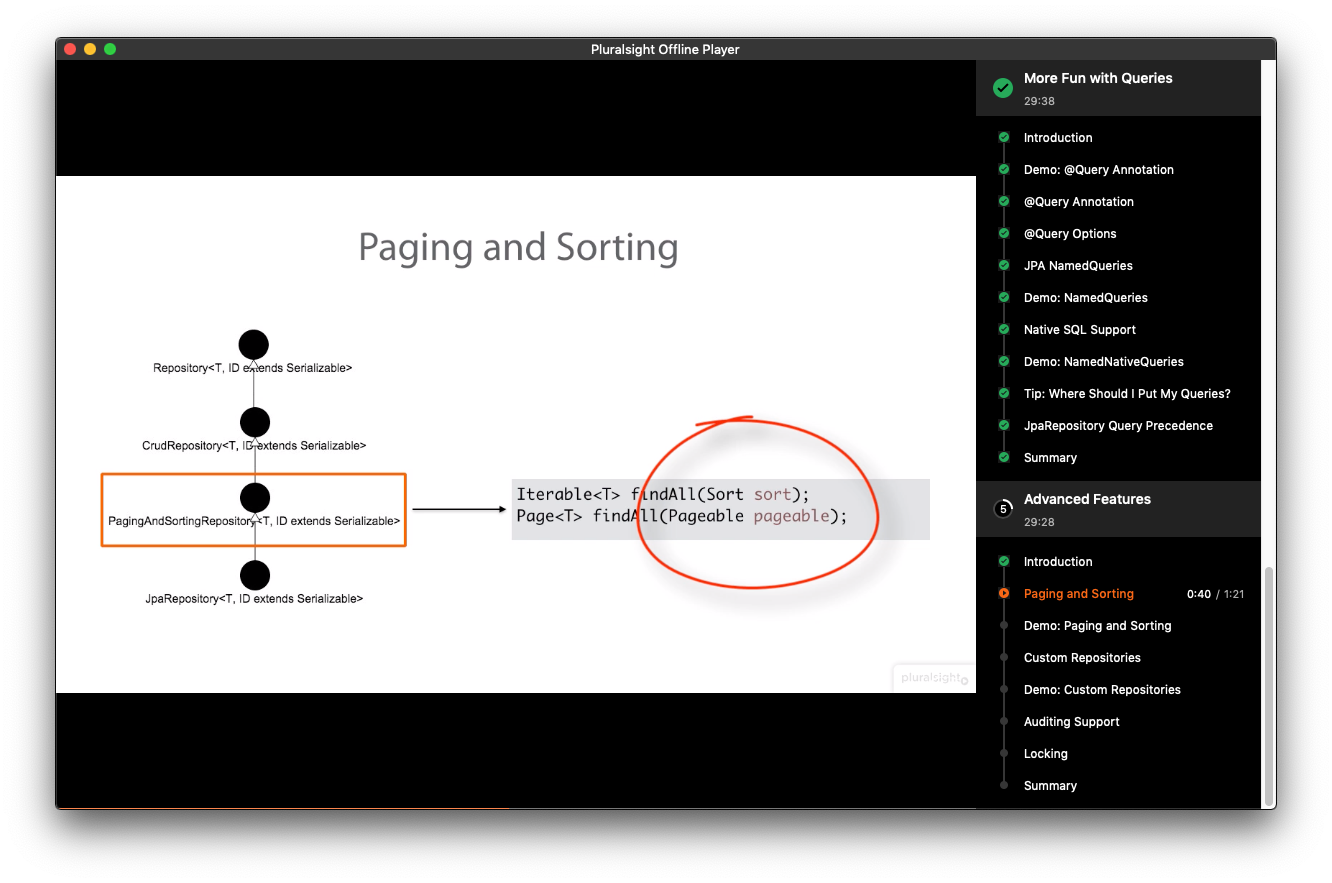 Pluralsight Offline Player
Paging and Sorting
Repository<T, ID extends Serializable>
CrudRepository<T, ID extends Serializable>
PagingAndSortingRepository<T, ID extends Serializable>
JpaRepository<T, ID extends Serializable>
Iterable<T> findAll(Sort sort);
Page<T> findAll(Pageable pageable);
pluralsight
More Fun with Queries
29:38
Introduction
Demo: @Query Annotation
@Query Annotation
@Query Options
JPA NamedQueries
Demo: NamedQueries
Native SQL Support
Demo: NamedNativeQueries
Tip: Where Should I Put My Queries?
JpaRepository Query Precedence
Summary
5
Advanced Features
29:28
Introduction
Paging and Sorting 0:40 / 1:21
Demo: Paging and Sorting
Custom Repositories
Demo: Custom Repositories
Auditing Support
Locking
Summary